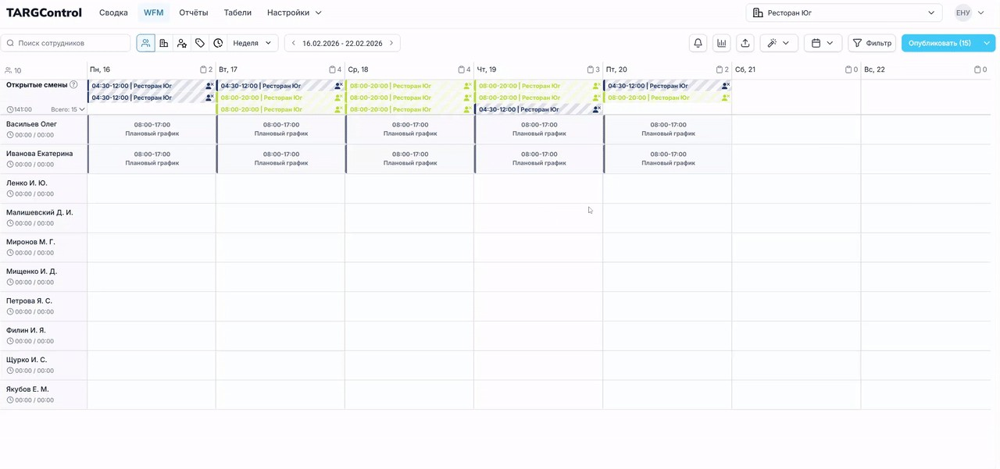 TARGControl Сводка WFM Отчёты Табели Настройки Ресторан Юг ЕНУ
Поиск сотрудников Неделя 16.02.2026 - 22.02.2026 Фильтр Опубликовать (15)
10 Пн, 16 2 Вт, 17 4 Ср, 18 4 Чт, 19 3 Пт, 20 2 Сб, 21 0 Вс, 22 0
Открытые смены ? 04:30-12:00 | Ресторан Юг 04:30-12:00 | Ресторан Юг 08:00-20:00 | Ресторан Юг 08:00-20:00 | Ресторан Юг 04:30-12:00 | Ресторан Юг
04:30-12:00 | Ресторан Юг 08:00-20:00 | Ресторан Юг 08:00-20:00 | Ресторан Юг 08:00-20:00 | Ресторан Юг 08:00-20:00 | Ресторан Юг
141:00 Всего: 15 08:00-20:00 | Ресторан Юг 08:00-20:00 | Ресторан Юг 04:30-12:00 | Ресторан Юг
Васильев Олег 08:00-17:00 08:00-17:00 08:00-17:00 08:00-17:00 08:00-17:00
00:00 / 00:00 Плановый график Плановый график Плановый график Плановый график Плановый график
Иванова Екатерина 08:00-17:00 08:00-17:00 08:00-17:00 08:00-17:00 08:00-17:00
00:00 / 00:00 Плановый график Плановый график Плановый график Плановый график Плановый график
Ленко И. Ю.
00:00 / 00:00
Малишевский Д. И.
00:00 / 00:00
Миронов М. Г.
00:00 / 00:00
Мищенко И. Д.
00:00 / 00:00
Петрова Я. С.
00:00 / 00:00
Филин И. Я.
00:00 / 00:00
Щурко И. С.
00:00 / 00:00
Якубов Е. М.
00:00 / 00:00